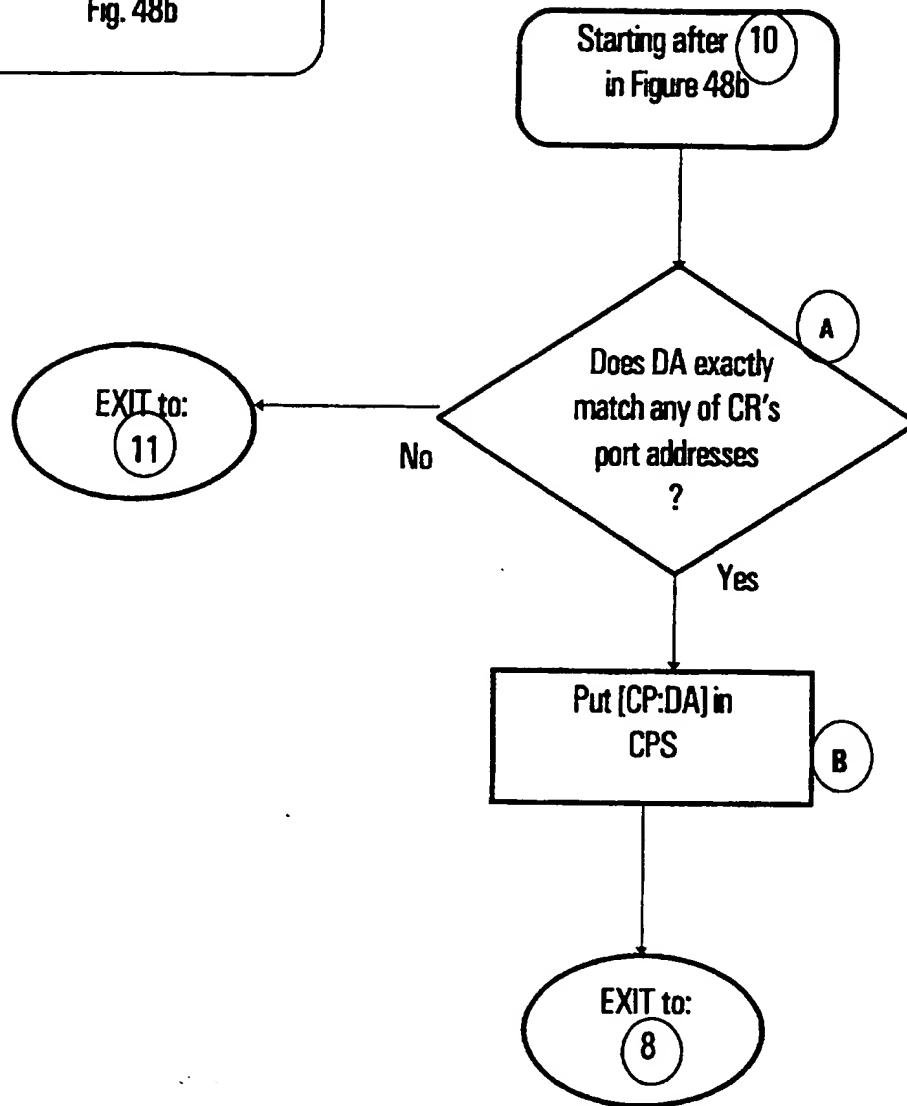 Fig. 48b
Starting after 10
in Figure 48b
A
Does DA exactly
match any of CR's
port addresses
?
EXIT to:
11
No
Yes
Put [CP:DA] in
CPS
B
EXIT to:
8